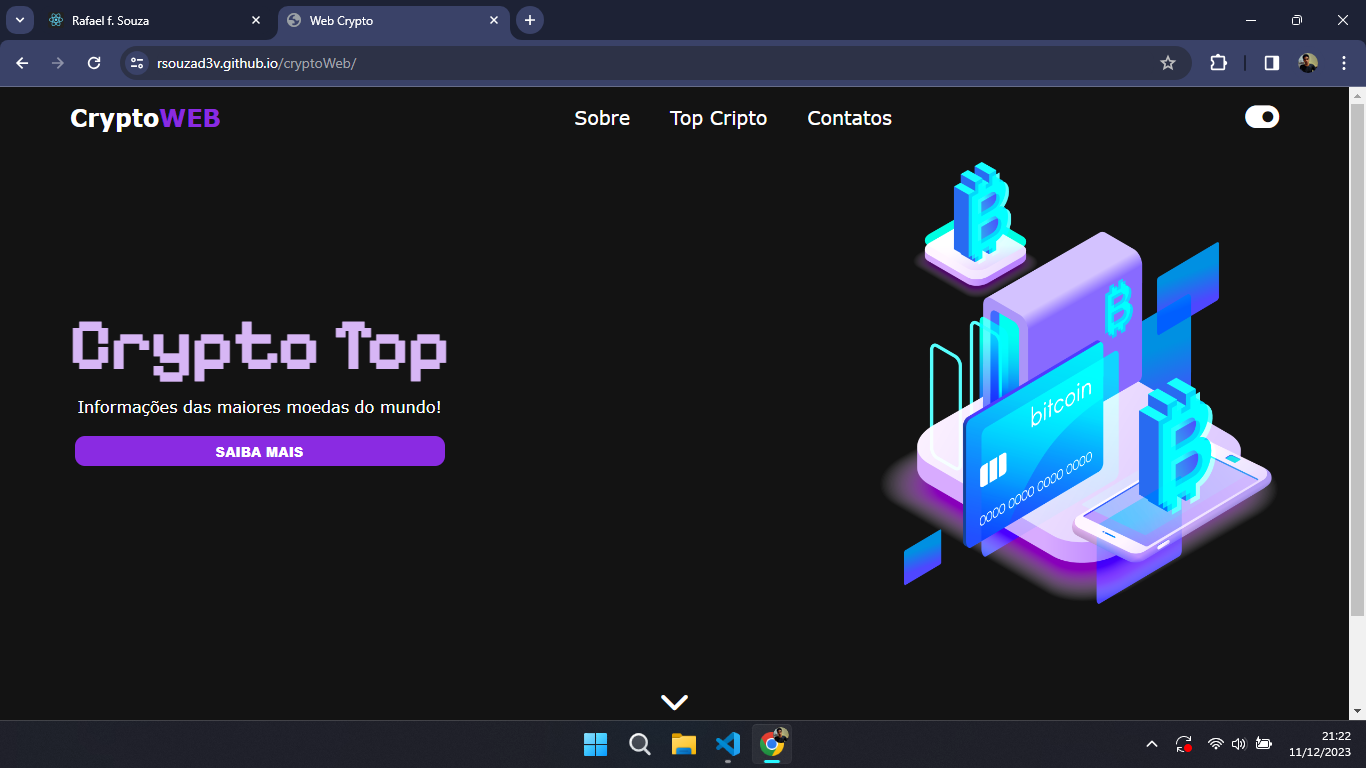 Rafael f. Souza
Web Crypto
rsouzad3v.github.io/cryptoWeb/
CryptoWEB
Sobre
Top Cripto
Contatos
Crypto Top
Informações das maiores moedas do mundo!
SAIBA MAIS
bitcoin
0000 0000 0000 0000
21:22
11/12/2023